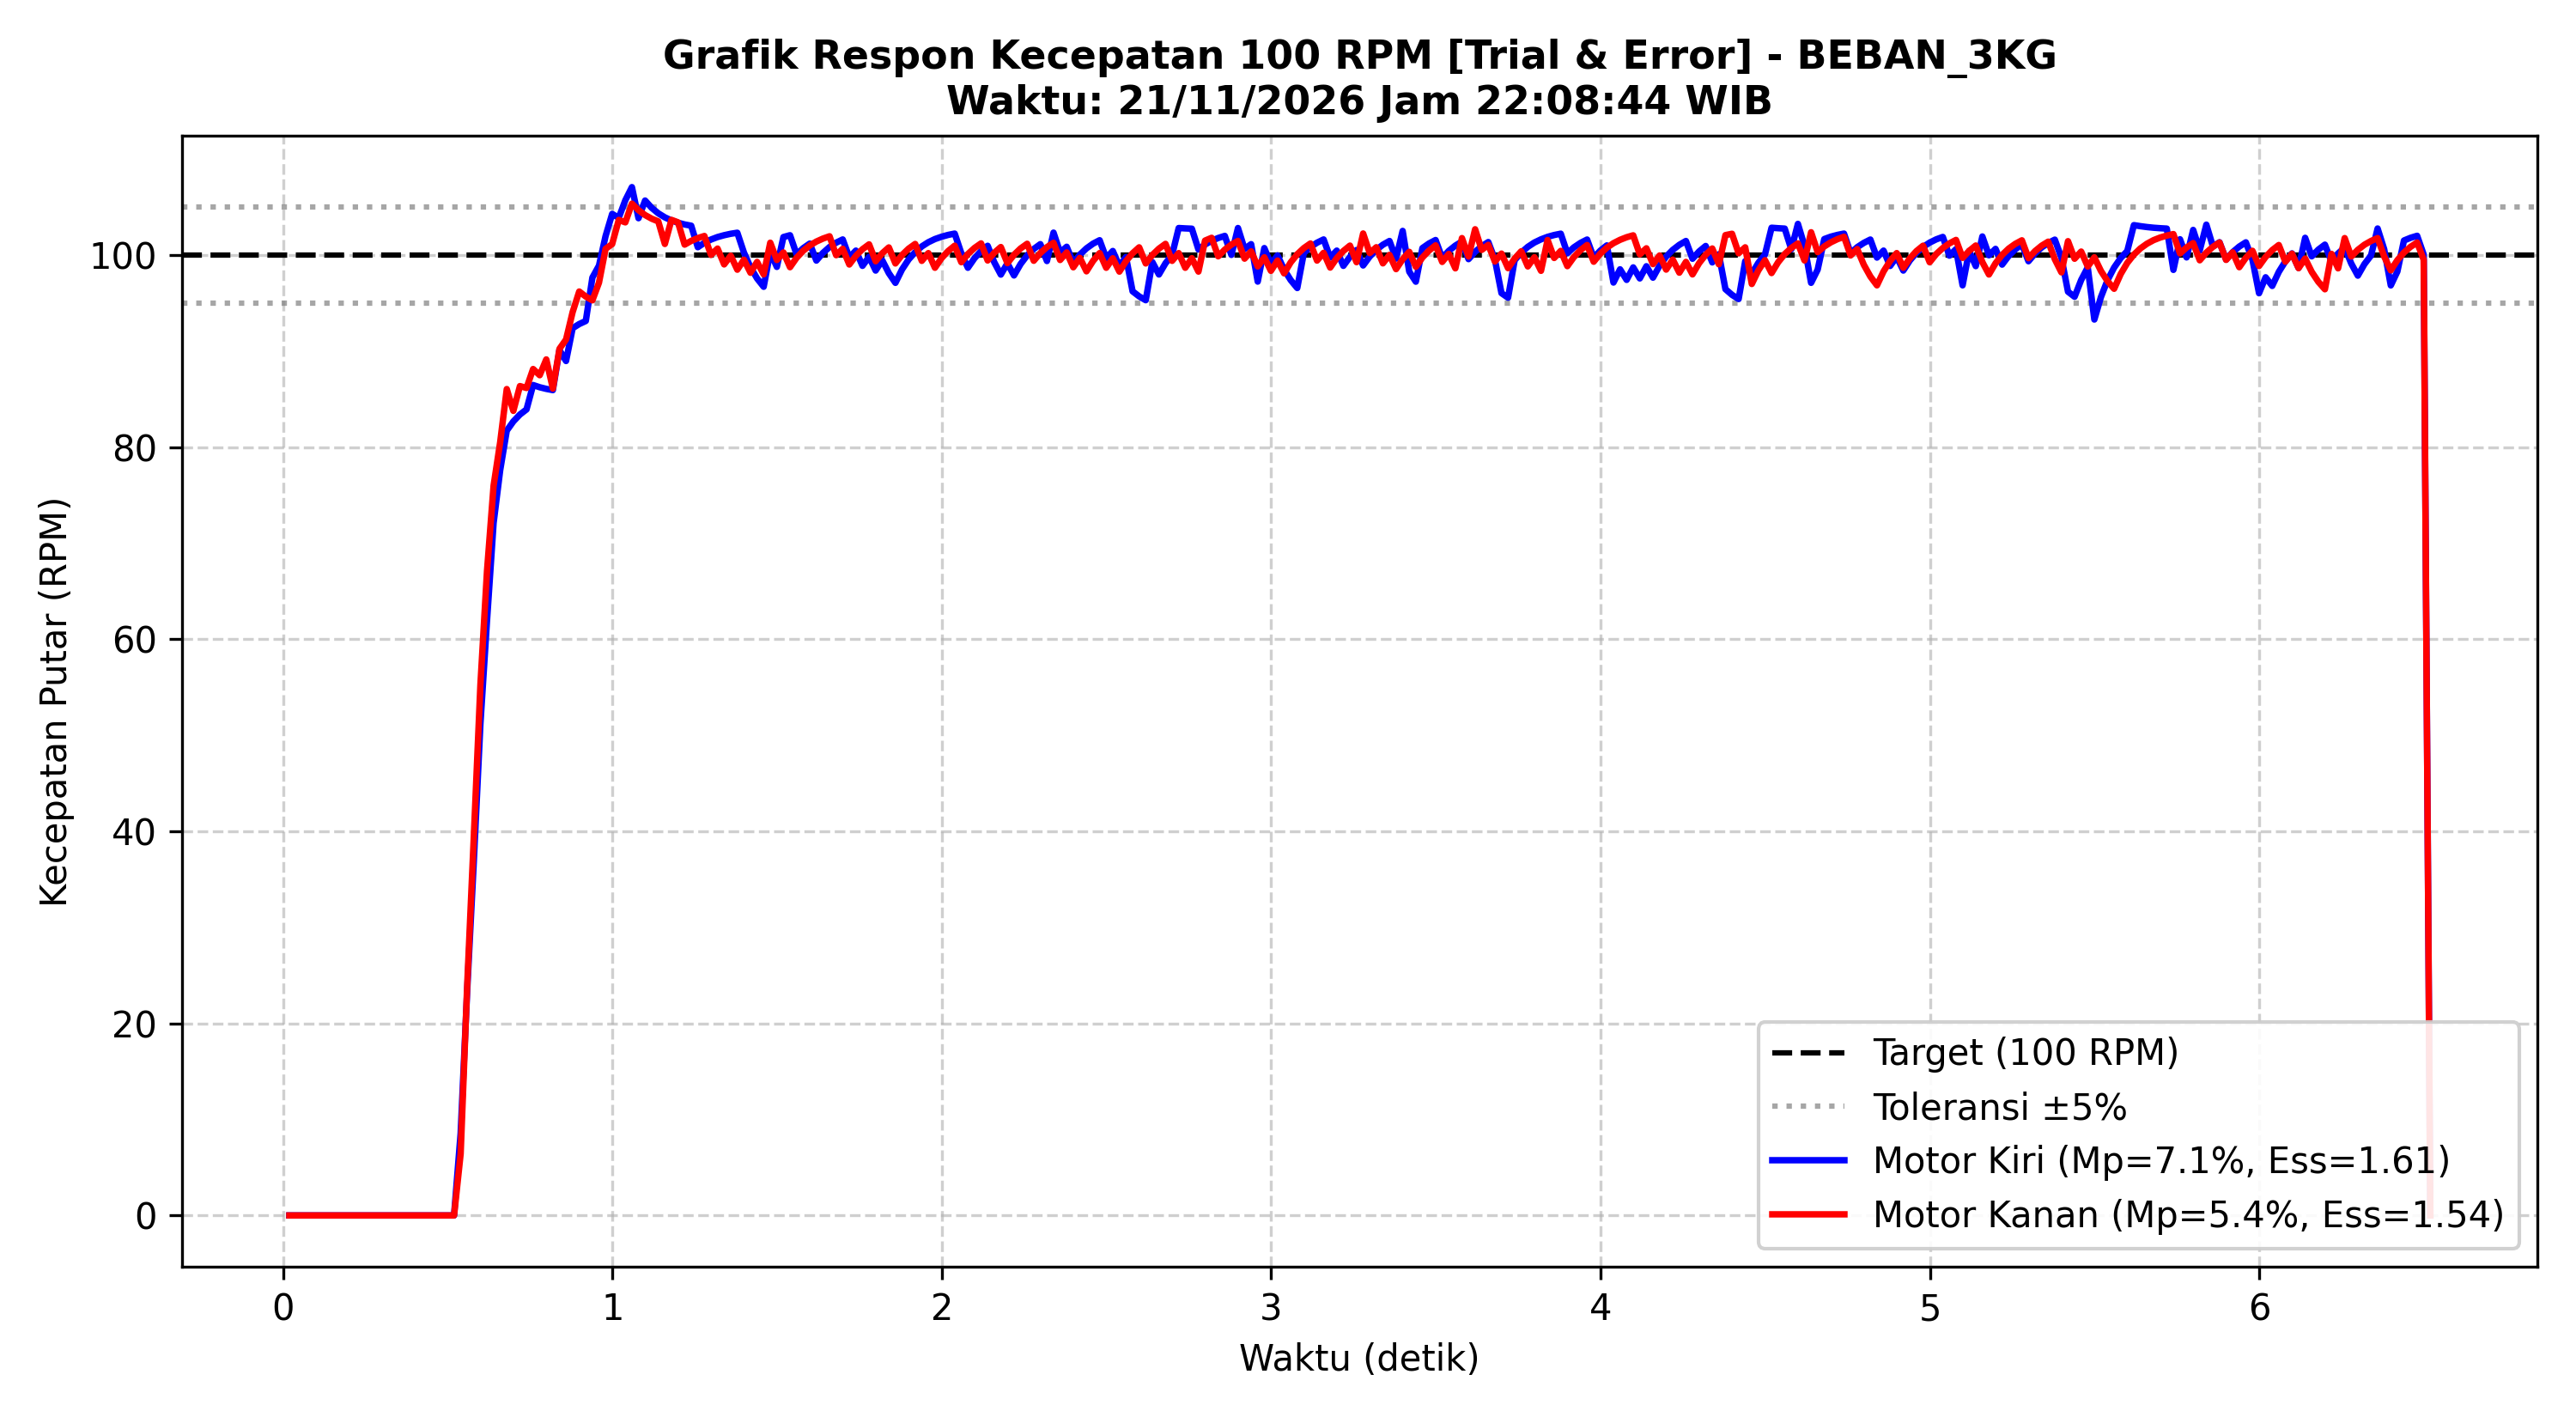 Grafik Respon Kecepatan 100 RPM [Trial & Error] - BEBAN_3KG
Waktu: 21/11/2026 Jam 22:08:44 WIB
Kecepatan Putar (RPM)
100
80
60
40
20
0
Target (100 RPM)
Toleransi ±5%
Motor Kiri (Mp=7.1%, Ess=1.61)
Motor Kanan (Mp=5.4%, Ess=1.54)
0 1 2 3 4 5 6
Waktu (detik)